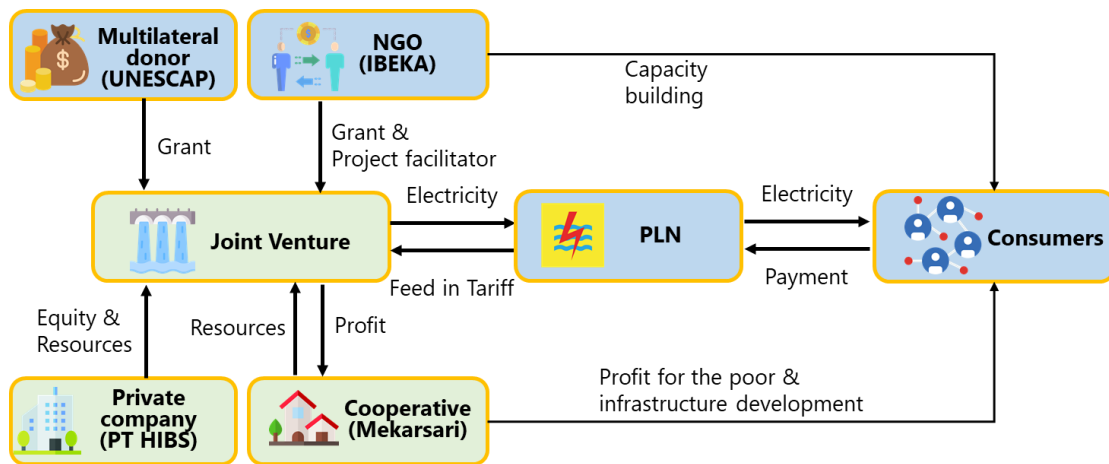 Multilateral
donor
(UNESCAP)
NGO
(IBEKA)
Capacity
building
Grant
Grant &
Project facilitator
Electricity
Electricity
Joint Venture
PLN
Consumers
Feed in Tariff
Payment
Equity &
Resources
Resources
Profit
Private
company
(PT HIBS)
Cooperative
(Mekarsari)
Profit for the poor &
infrastructure development